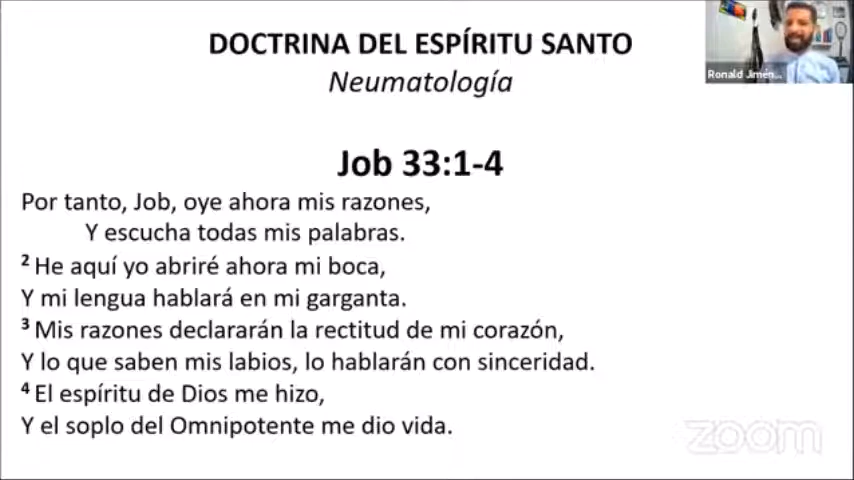 DOCTRINA DEL ESPÍRITU SANTO
Neumatología
Ronald Jimén...
Job 33:1-4
Por tanto, Job, oye ahora mis razones,
Y escucha todas mis palabras.
2 He aquí yo abriré ahora mi boca,
Y mi lengua hablará en mi garganta.
3 Mis razones declararán la rectitud de mi corazón,
Y lo que saben mis labios, lo hablarán con sinceridad.
4 El espíritu de Dios me hizo,
Y el soplo del Omnipotente me dio vida.
zoom